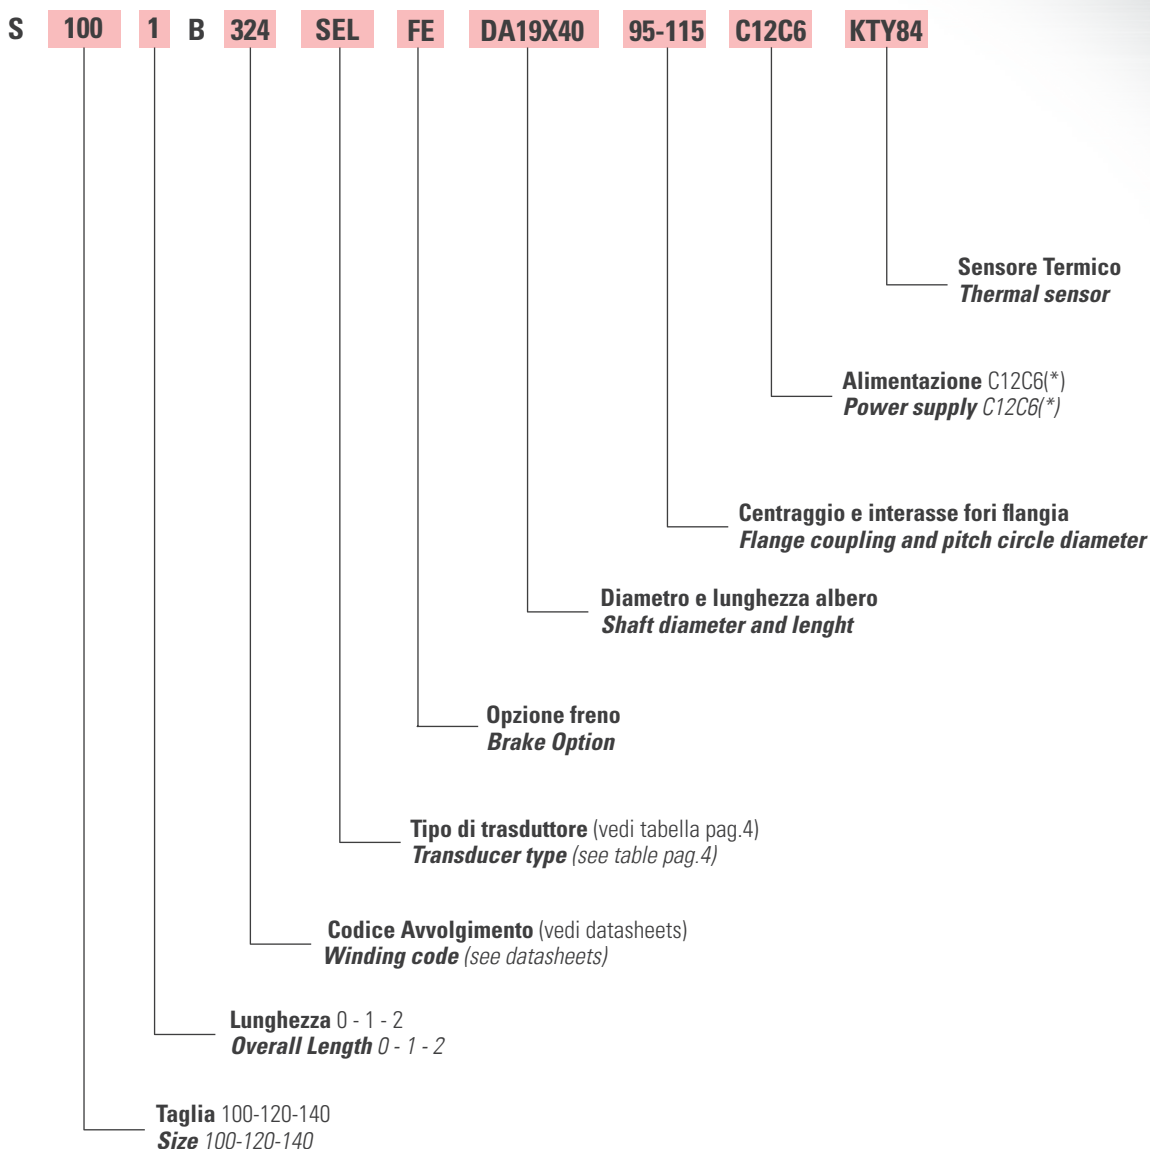 S 100 1 B 324 SEL FE DA19X40 95-115 C12C6 KTY84
Sensore Termico
Thermal sensor
Alimentazione C12C6(*)
Power supply C12C6(*)
Centraggio e interasse fori flangia
Flange coupling and pitch circle diameter
Diametro e lunghezza albero
Shaft diameter and lenght
Opzione freno
Brake Option
Tipo di trasduttore (vedi tabella pag.4)
Transducer type (see table pag.4)
Codice Avvolgimento (vedi datasheets)
Winding code (see datasheets)
Lunghezza 0 - 1 - 2
Overall Length 0 - 1 - 2
Taglia 100-120-140
Size 100-120-140